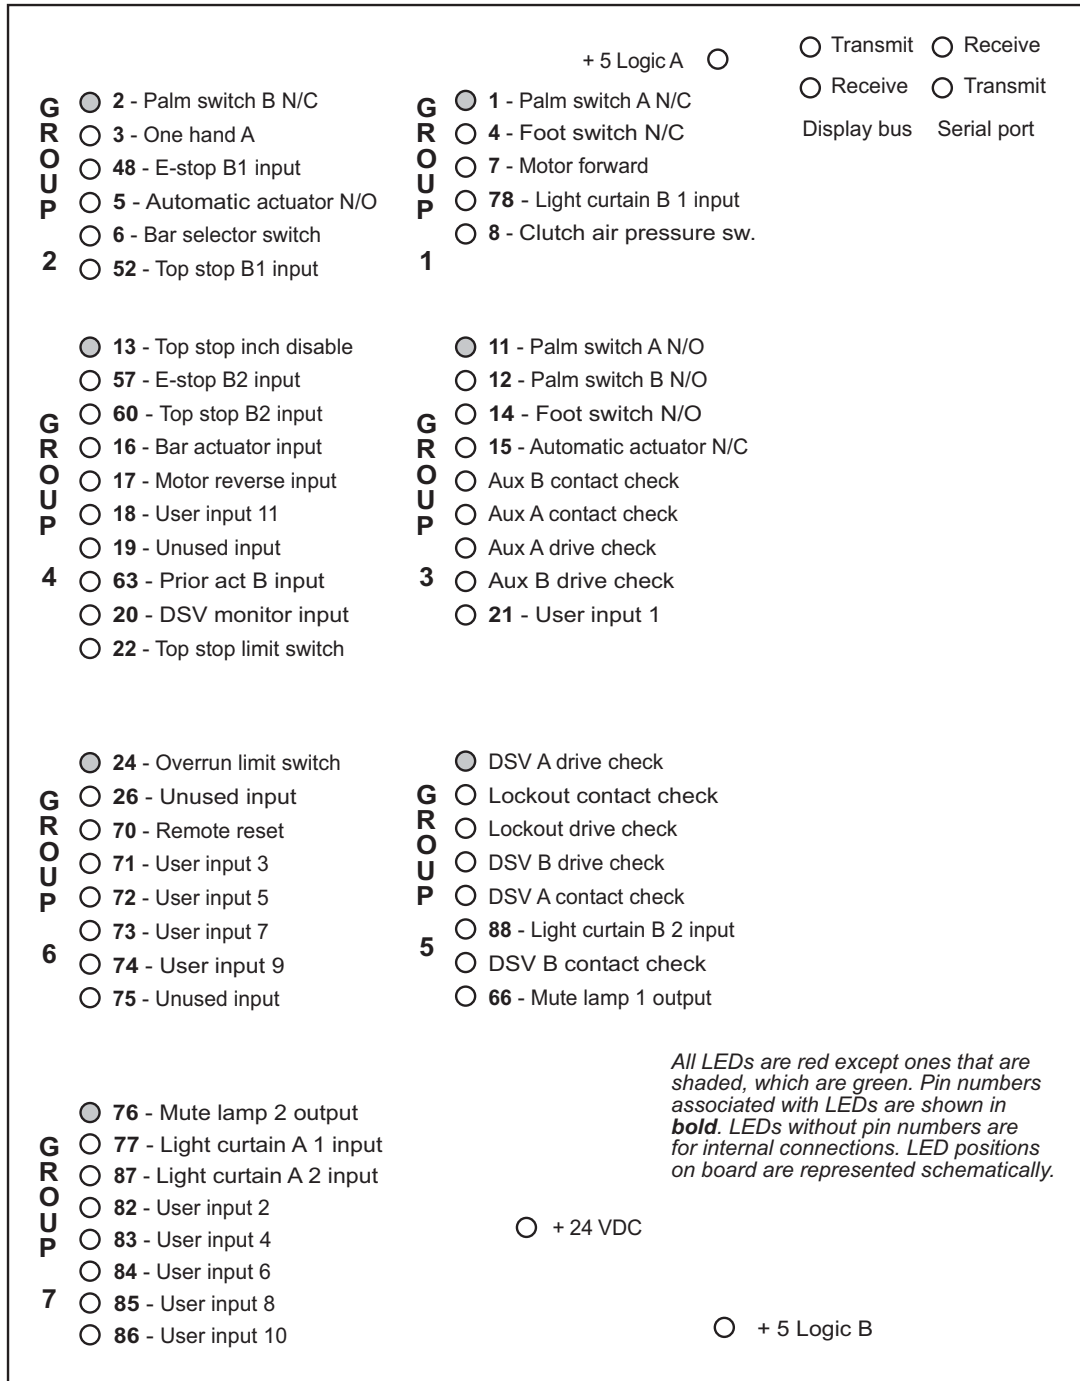 + 5 Logic A
Transmit Receive
Receive Transmit
Display bus Serial port
GROUP 2
2 - Palm switch B N/C
3 - One hand A
48 - E-stop B1 input
5 - Automatic actuator N/O
6 - Bar selector switch
52 - Top stop B1 input
GROUP 1
1 - Palm switch A N/C
4 - Foot switch N/C
7 - Motor forward
78 - Light curtain B 1 input
8 - Clutch air pressure sw.
GROUP 4
13 - Top stop inch disable
57 - E-stop B2 input
60 - Top stop B2 input
16 - Bar actuator input
17 - Motor reverse input
18 - User input 11
19 - Unused input
63 - Prior act B input
20 - DSV monitor input
22 - Top stop limit switch
GROUP 3
11 - Palm switch A N/O
12 - Palm switch B N/O
14 - Foot switch N/O
15 - Automatic actuator N/C
Aux B contact check
Aux A contact check
Aux A drive check
Aux B drive check
21 - User input 1
GROUP 6
24 - Overrun limit switch
26 - Unused input
70 - Remote reset
71 - User input 3
72 - User input 5
73 - User input 7
74 - User input 9
75 - Unused input
GROUP 5
DSV A drive check
Lockout contact check
Lockout drive check
DSV B drive check
DSV A contact check
88 - Light curtain B 2 input
DSV B contact check
66 - Mute lamp 1 output
GROUP 7
76 - Mute lamp 2 output
77 - Light curtain A 1 input
87 - Light curtain A 2 input
82 - User input 2
83 - User input 4
84 - User input 6
85 - User input 8
86 - User input 10
All LEDs are red except ones that are
shaded, which are green. Pin numbers
associated with LEDs are shown in
bold. LEDs without pin numbers are
for internal connections. LED positions
on board are represented schematically.
+ 24 VDC
+ 5 Logic B